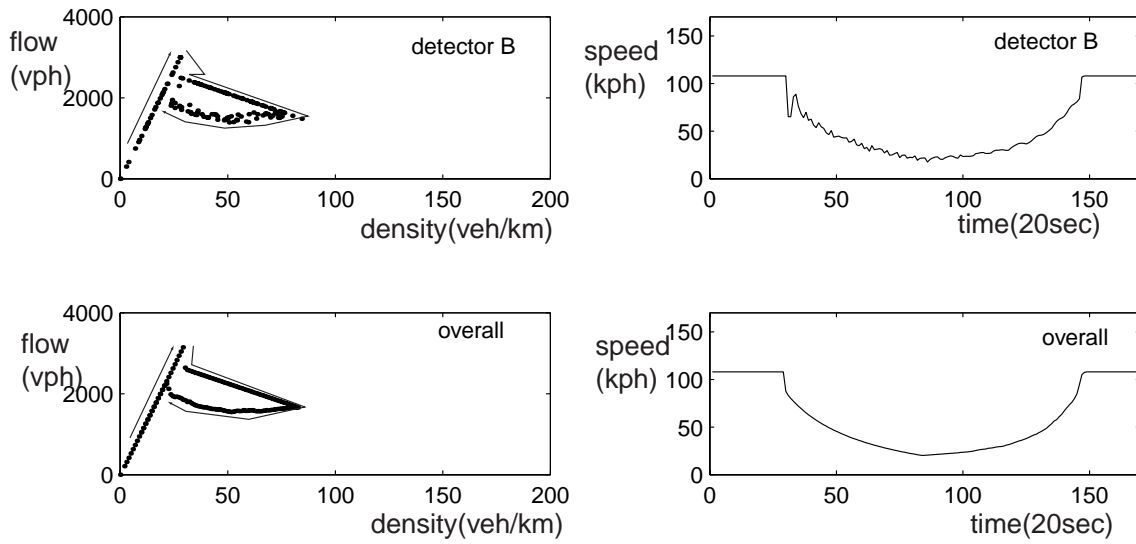 4000
flow
(vph)
detector B
2000
0
0 50 100 150 200
density(veh/km)
speed
(kph)
150
detector B
100
50
0
0 50 100 150
time(20sec)
4000
overall
flow
(vph)
2000
0
0 50 100 150 200
density(veh/km)
speed
(kph)
150
overall
100
50
0
0 50 100 150
time(20sec)